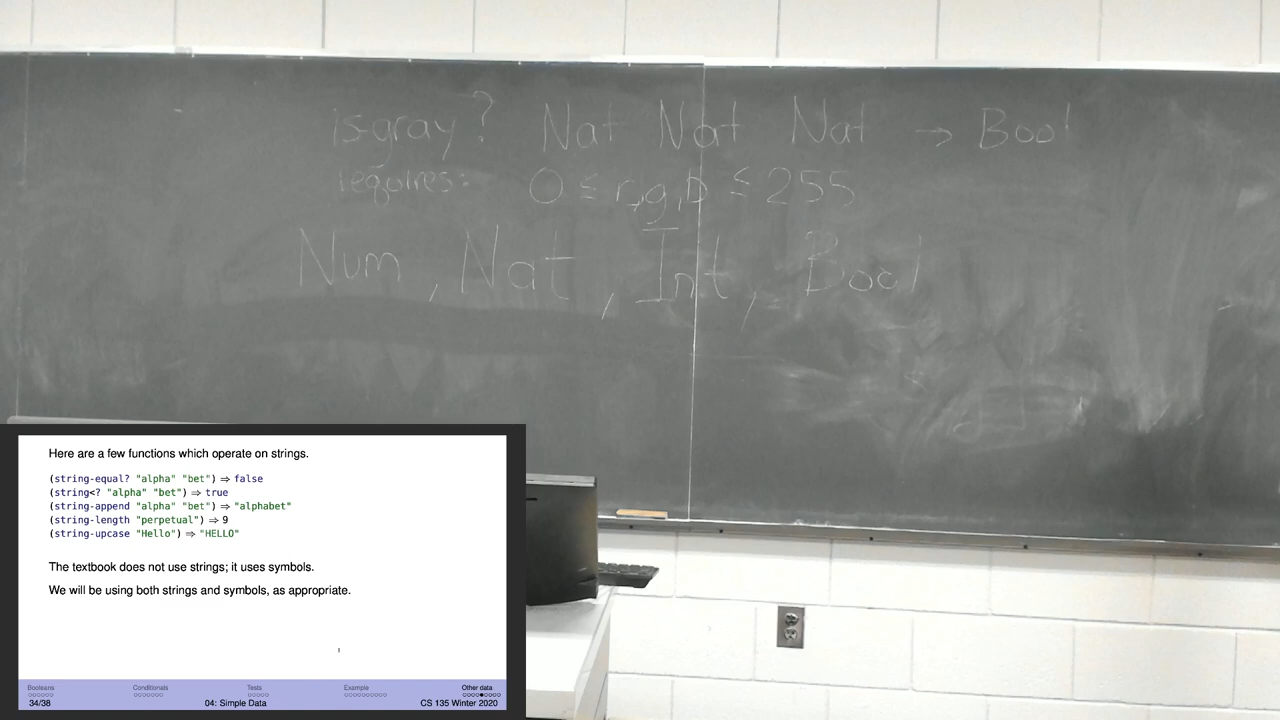 is-gray? Nat Nat Nat → Bool
requires: 0 ≤ r,g,b ≤ 255
Num, Nat, Int, Bool
Here are a few functions which operate on strings.
(string-equal? "alpha" "bet") ⇒ false
(string<? "alpha" "bet") ⇒ true
(string-append "alpha" "bet") ⇒ "alphabet"
(string-length "perpetual") ⇒ 9
(string-upcase "Hello") ⇒ "HELLO"
The textbook does not use strings; it uses symbols.
We will be using both strings and symbols, as appropriate.
Booleans Conditionals Tests Example Other data
34/38 04: Simple Data CS 135 Winter 2020